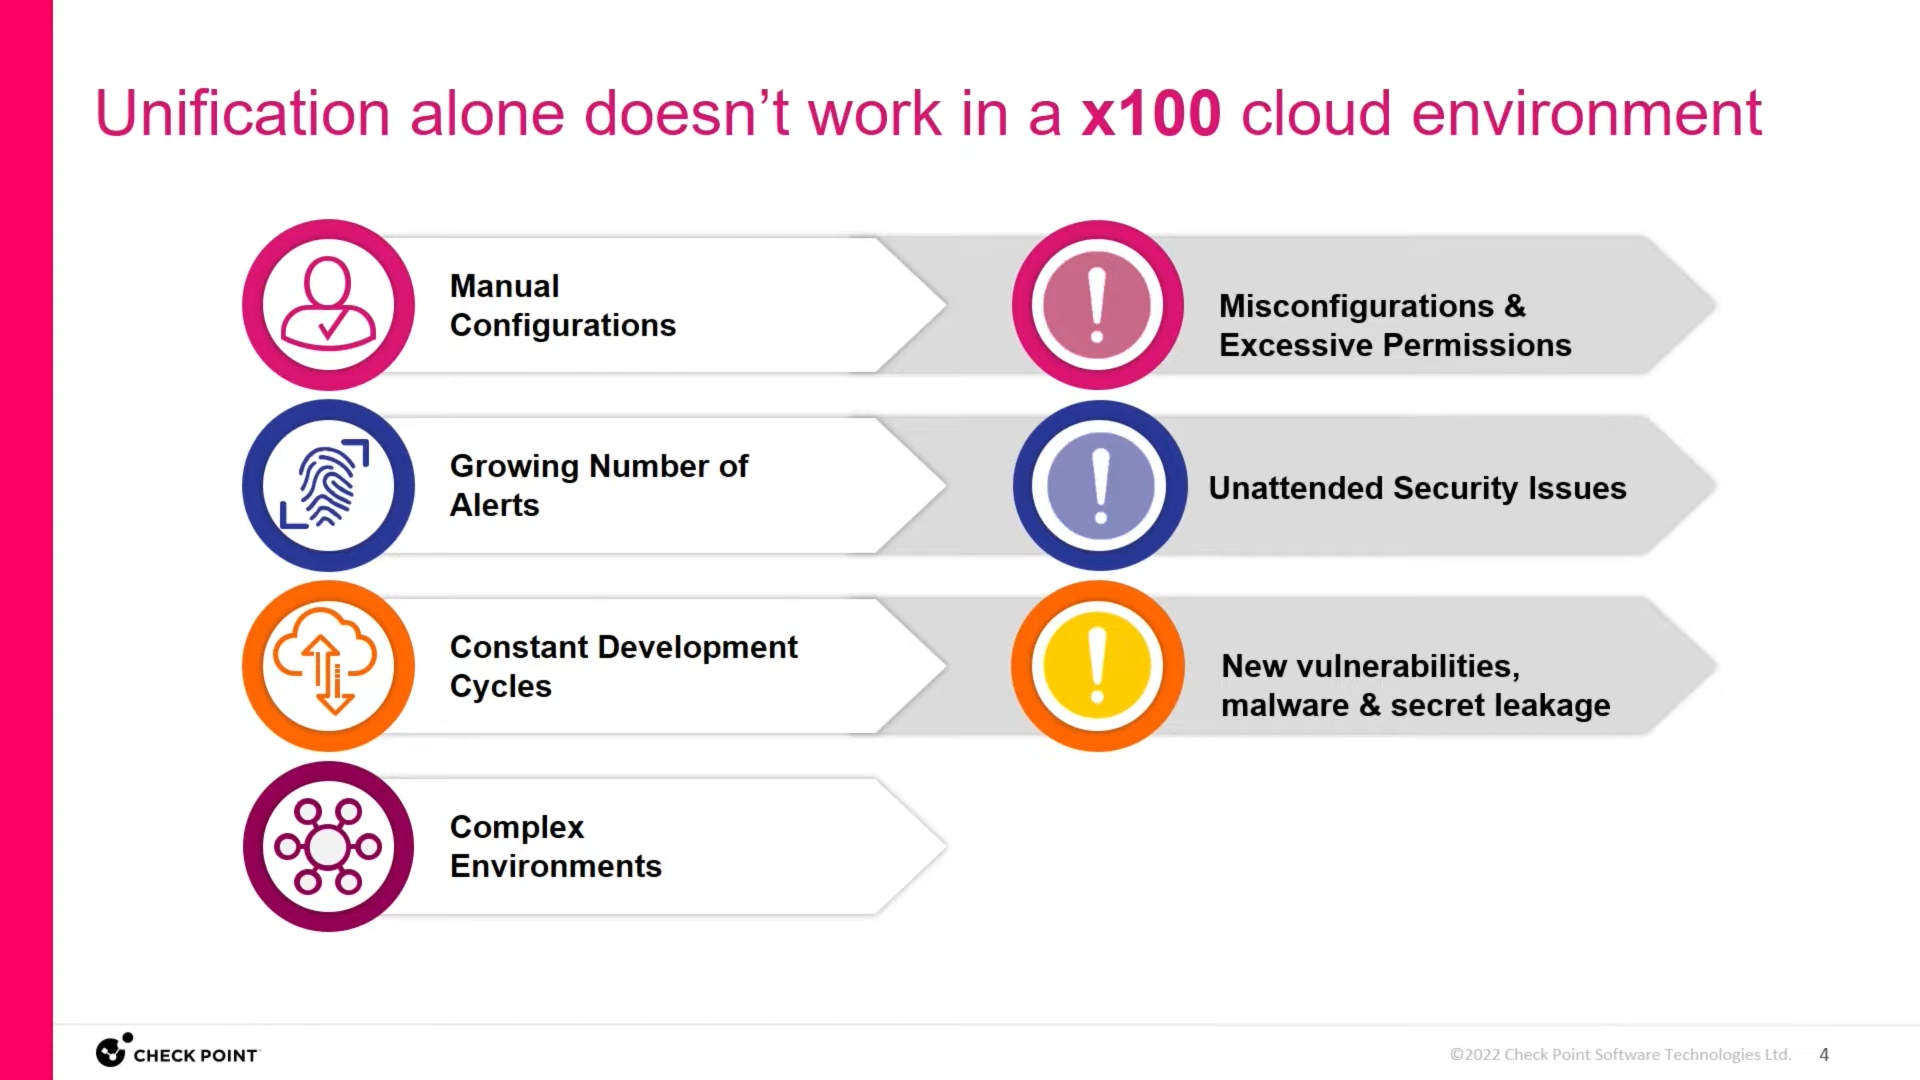 Unification alone doesn’t work in a x100 cloud environment
Manual
Configurations
Misconfigurations &
Excessive Permissions
Growing Number of
Alerts
Unattended Security Issues
Constant Development
Cycles
New vulnerabilities,
malware & secret leakage
Complex
Environments
CHECK POINT
©2022 Check Point Software Technologies Ltd.
4